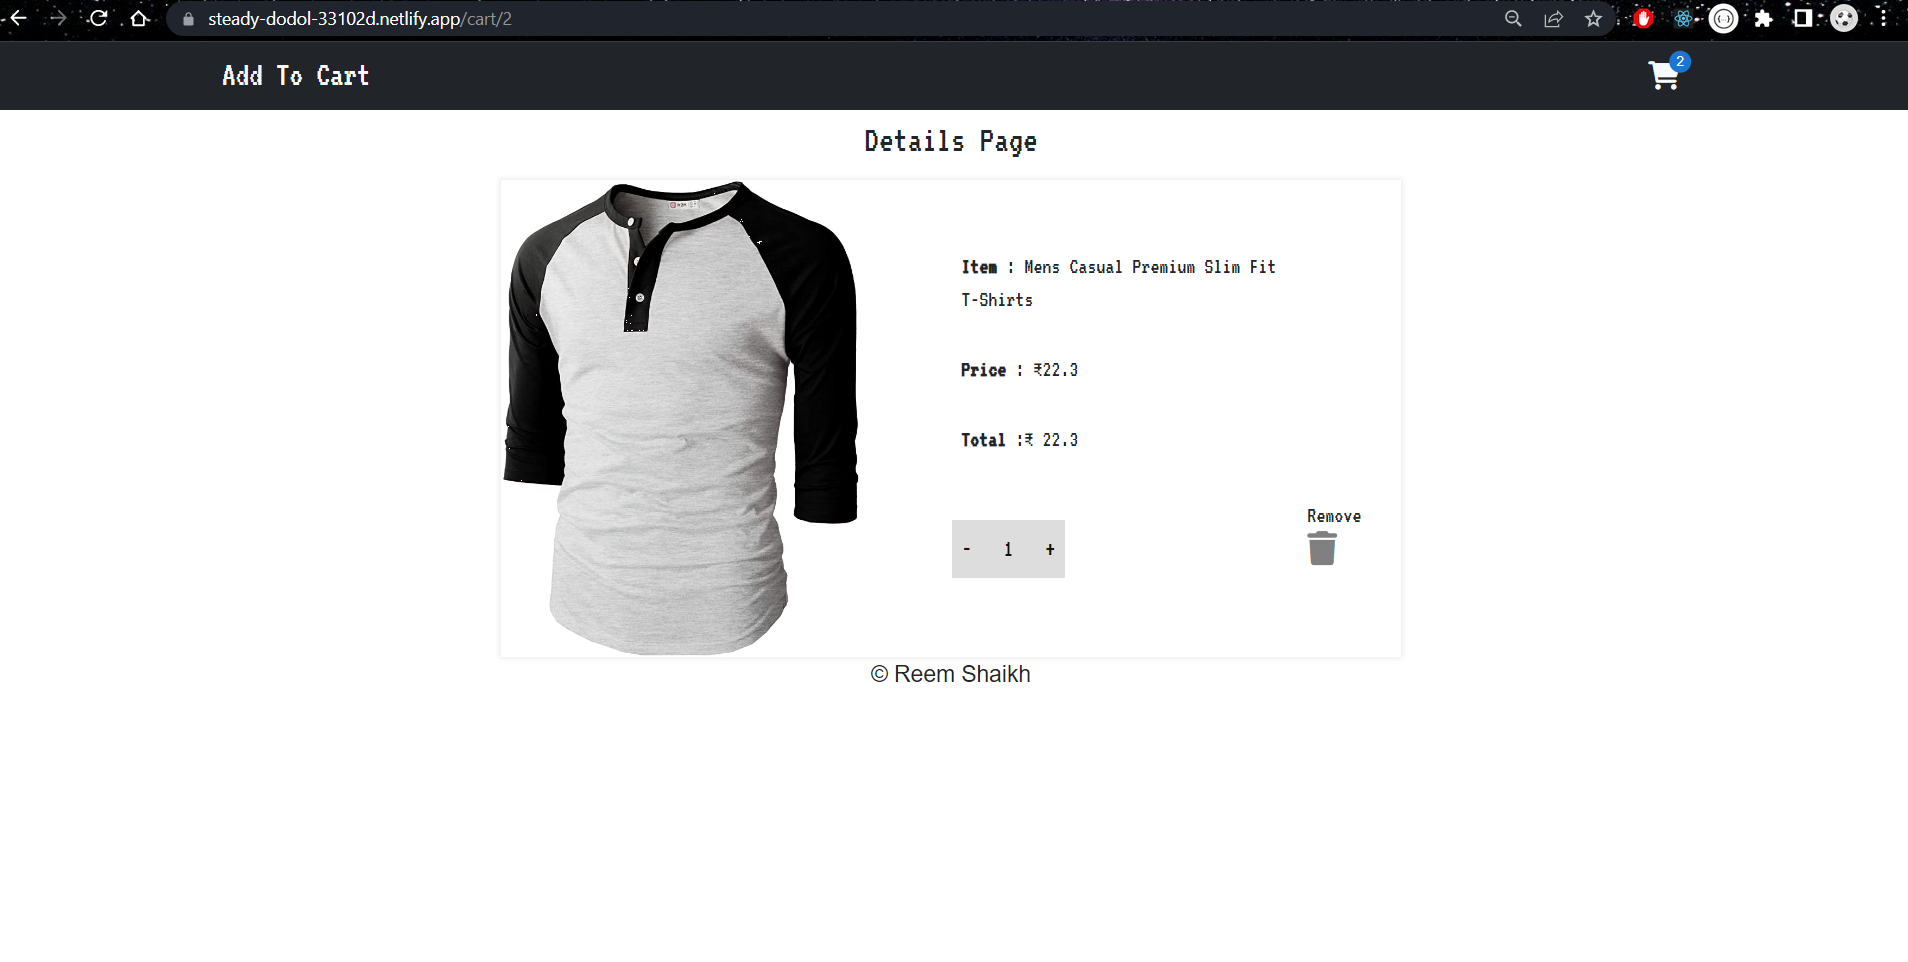 steady-dodol-33102d.netlify.app/cart/2
Add To Cart
2
Details Page
Item : Mens Casual Premium Slim Fit
T-Shirts
Price : ₹22.3
Total :₹ 22.3
Remove
- 1 +
© Reem Shaikh